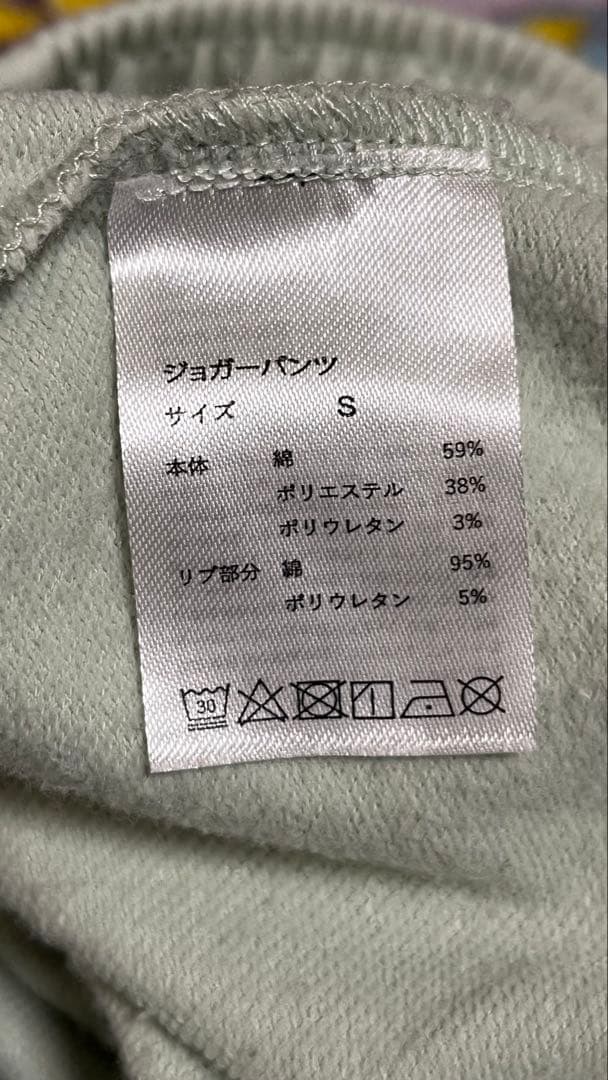 ジョガーパンツ
サイズ S
本体 綿 59%
ポリエステル 38%
ポリウレタン 3%
リブ部分 綿 95%
ポリウレタン 5%
30